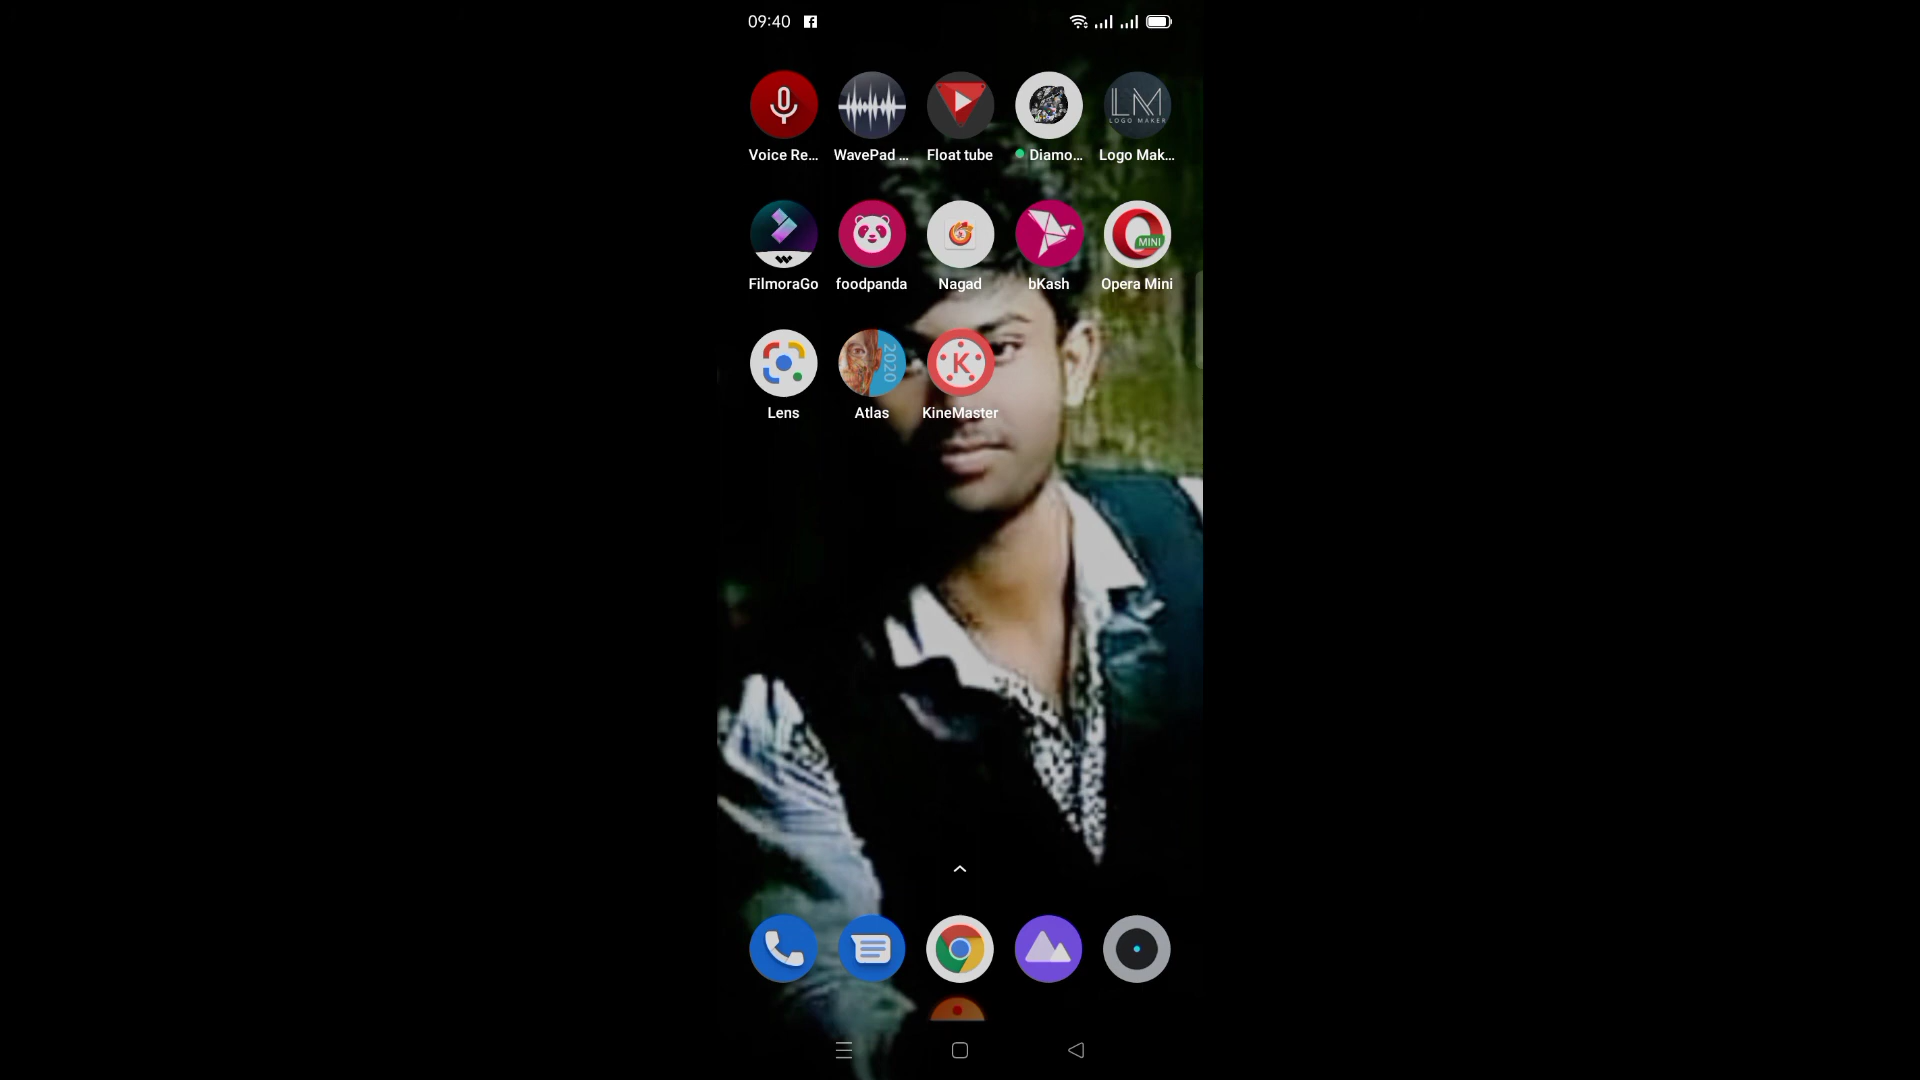 09:40
Voice Re... WavePad ... Float tube Diamo... Logo Mak...
LM
LOGO MAKER
FilmoraGo foodpanda Nagad bKash Opera Mini
MINI
Lens Atlas KineMaster
2020
K